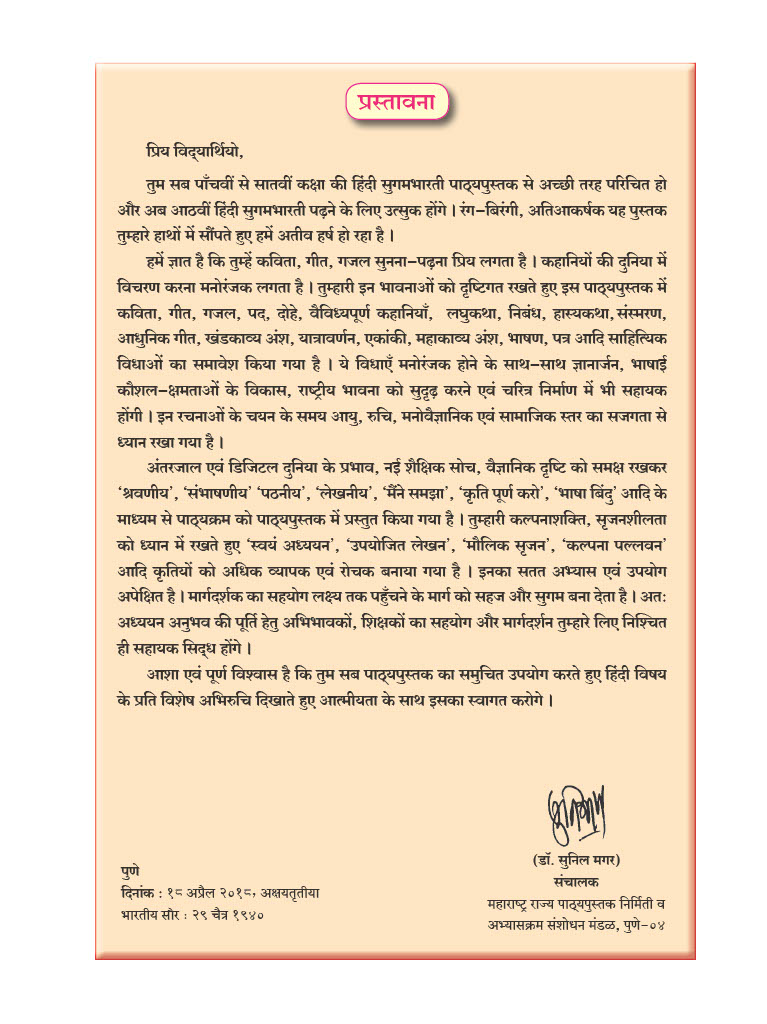 प्रस्तावना
प्रिय विद्‌यार्थियो,
तुम सब पाँचवीं से सातवीं कक्षा की हिंदी सुगमभारती पाठ्‌यपुस्तक से अच्छी तरह परिचित हो
और अब आठवीं हिंदी सुगमभारती पढ़ने के लिए उत्सुक होंगे । रंग-बिरंगी, अतिआकर्षक यह पुस्तक
तुम्हारे हाथों में सौंपते हुए हमें अतीव हर्ष हो रहा है ।
हमें ज्ञात है कि तुम्हें कविता, गीत, गजल सुनना-पढ़ना प्रिय लगता है । कहानियों की दुनिया में
विचरण करना मनोरंजक लगता है । तुम्हारी इन भावनाओं को दृष्टिगत रखते हुए इस पाठ्‌यपुस्तक में
कविता, गीत, गजल, पद, दोहे, वैविध्यपूर्ण कहानियाँ, लघुकथा, निबंध, हास्यकथा, संस्मरण,
आधुनिक गीत, खंडकाव्य अंश, यात्रावर्णन, एकांकी, महाकाव्य अंश, भाषण, पत्र आदि साहित्यिक
विधाओं का समावेश किया गया है । ये विधाएँ मनोरंजक होने के साथ-साथ ज्ञानार्जन, भाषाई
कौशल-क्षमताओं के विकास, राष्ट्रीय भावना को सुदृढ़ करने एवं चरित्र निर्माण में भी सहायक
होंगी । इन रचनाओं के चयन के समय आयु, रुचि, मनोवैज्ञानिक एवं सामाजिक स्तर का सजगता से
ध्यान रखा गया है ।
अंतरजाल एवं डिजिटल दुनिया के प्रभाव, नई शैक्षिक सोच, वैज्ञानिक दृष्टि को समक्ष रखकर
‘श्रवणीय’, ‘संभाषणीय’ ‘पठनीय’, ‘लेखनीय’, ‘मैंने समझा’, ‘कृति पूर्ण करो’, ‘भाषा बिंदु’ आदि के
माध्यम से पाठ्‌यक्रम को पाठ्‌यपुस्तक में प्रस्तुत किया गया है । तुम्हारी कल्पनाशक्ति, सृजनशीलता
को ध्यान में रखते हुए ‘स्वयं अध्ययन’, ‘उपयोजित लेखन’, ‘मौलिक सृजन’, ‘कल्पना पल्लवन’
आदि कृतियों को अधिक व्यापक एवं रोचक बनाया गया है । इनका सतत अभ्यास एवं उपयोग
अपेक्षित है । मार्गदर्शक का सहयोग लक्ष्य तक पहुँचने के मार्ग को सहज और सुगम बना देता है । अतः
अध्ययन अनुभव की पूर्ति हेतु अभिभावकों, शिक्षकों का सहयोग और मार्गदर्शन तुम्हारे लिए निश्चित
ही सहायक सिद्‌ध होंगे ।
आशा एवं पूर्ण विश्वास है कि तुम सब पाठ्‌यपुस्तक का समुचित उपयोग करते हुए हिंदी विषय
के प्रति विशेष अभिरुचि दिखाते हुए आत्मीयता के साथ इसका स्वागत करोगे ।
(डॉ. सुनिल मगर)
संचालक
महाराष्ट्र राज्य पाठ्‌यपुस्तक निर्मिती व
अभ्यासक्रम संशोधन मंडळ, पुणे-०४
पुणे
दिनांक : १८ अप्रैल २०१८, अक्षयतृतीया
भारतीय सौर : २९ चैत्र १९४०